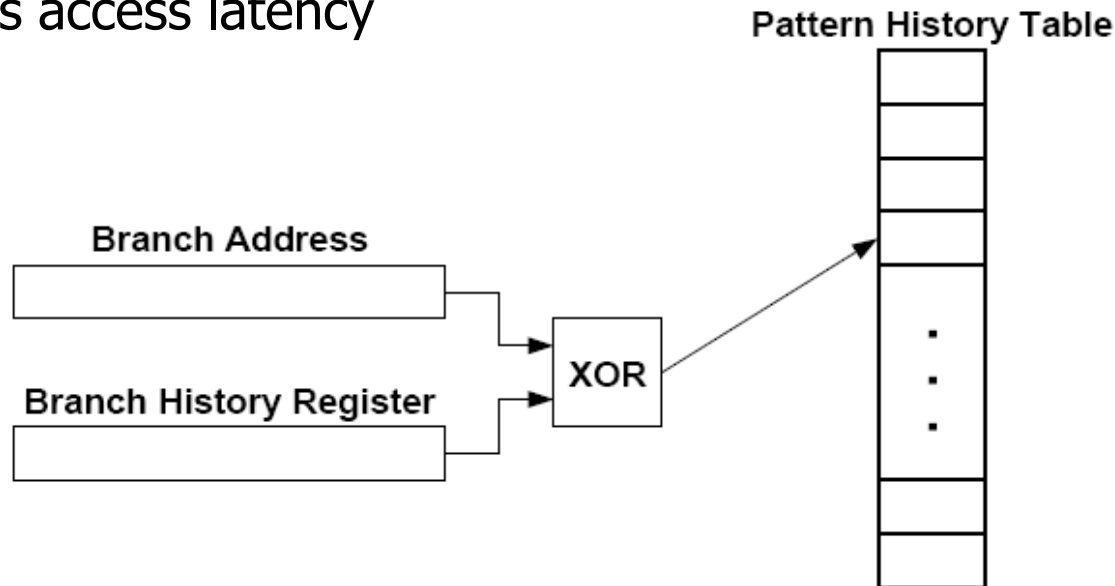 s access latency
Pattern History Table
Branch Address
XOR
Branch History Register